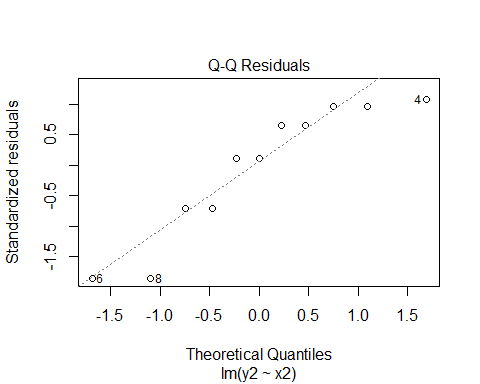 Q-Q Residuals
Standardized residuals
0.5
-0.5
-1.5
4
6
8
-1.5 -1.0 -0.5 0.0 0.5 1.0 1.5
Theoretical Quantiles
lm(y2 ~ x2)